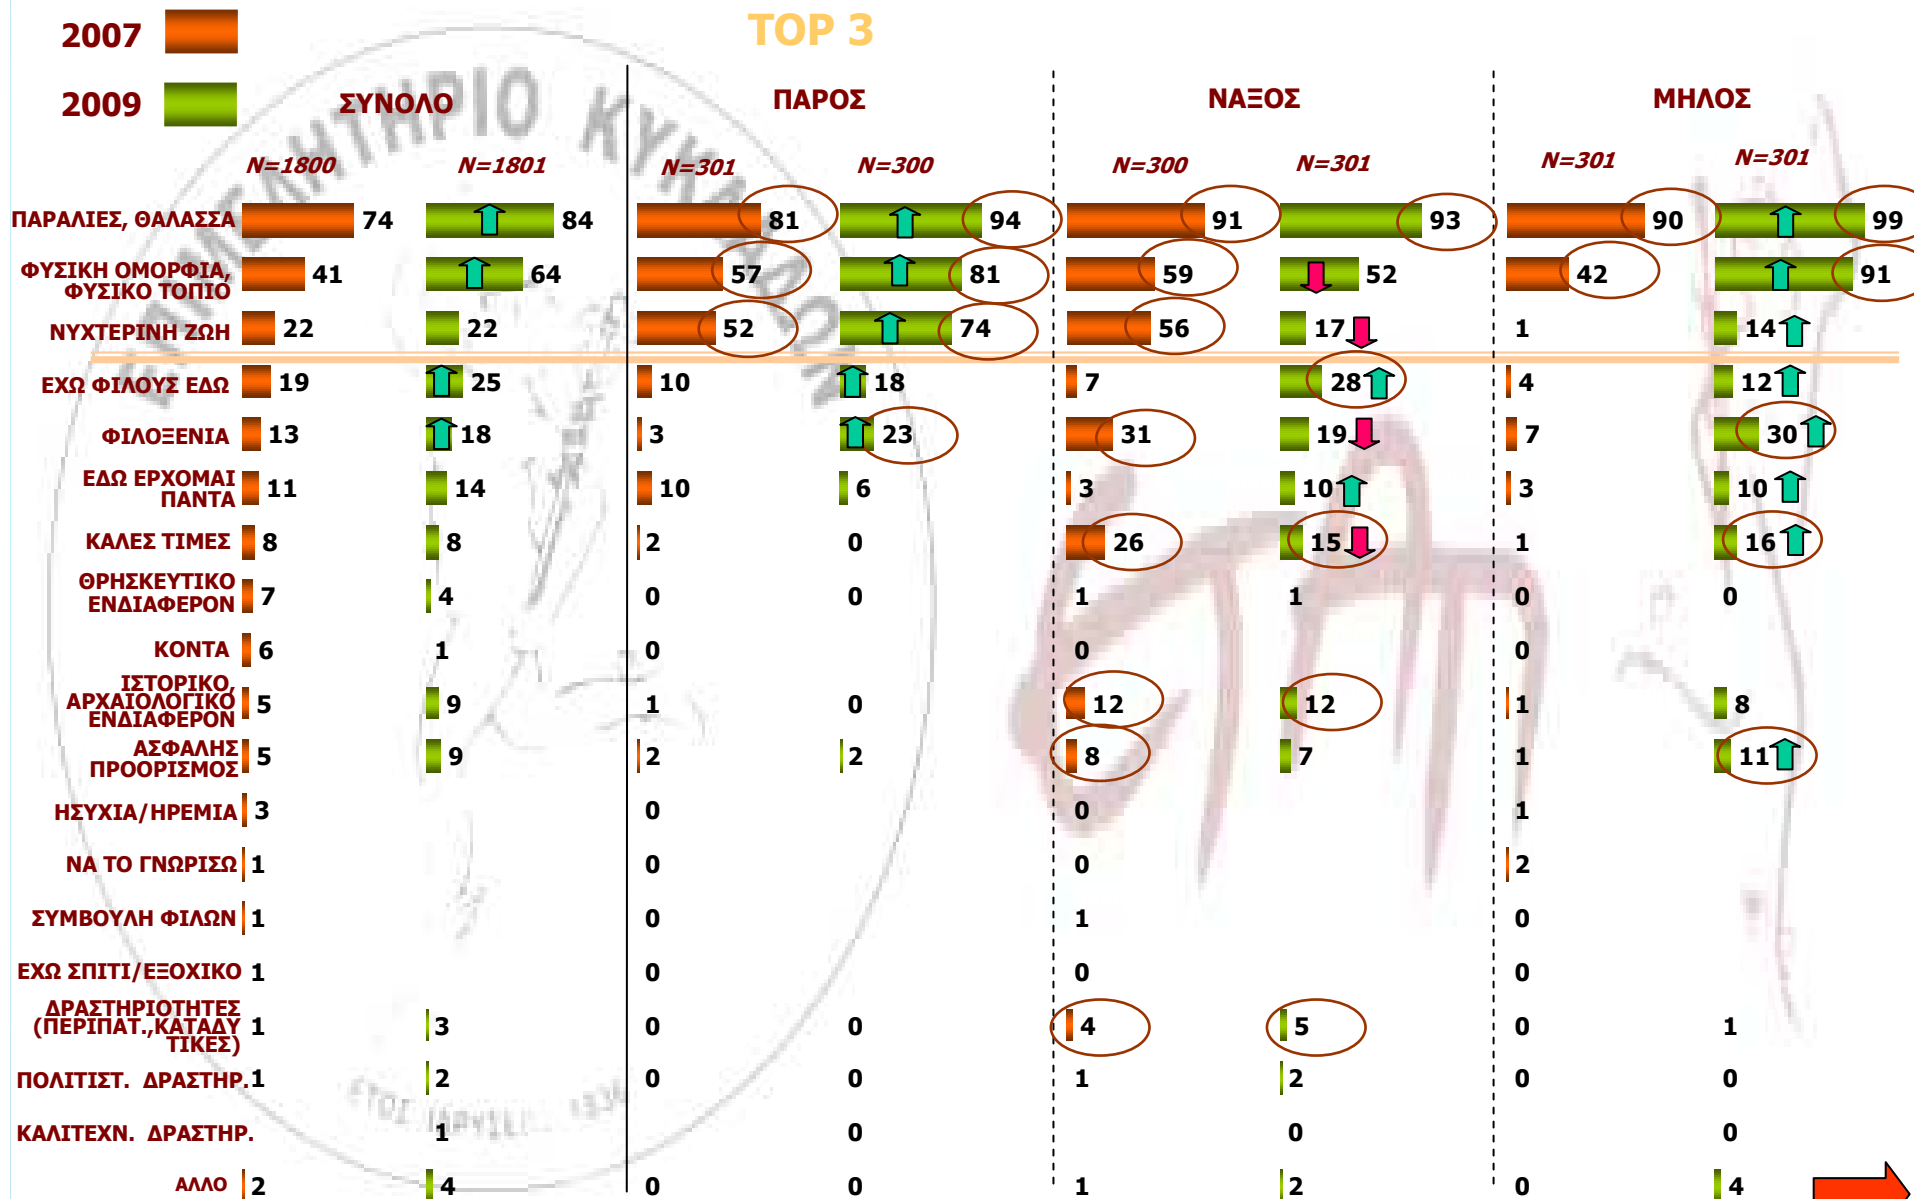 2007
TOP 3
2009
ΣΥΝΟΛΟ ΠΑΡΟΣ ΝΑΞΟΣ ΜΗΛΟΣ
N=1800 N=1801 N=301 N=300 N=300 N=301 N=301 N=301
ΠΑΡΑΛΙΕΣ, ΘΑΛΑΣΣΑ 74 84 81 94 91 93 90 99
ΦΥΣΙΚΗ ΟΜΟΡΦΙΑ,
ΦΥΣΙΚΟ ΤΟΠΙΟ 41 64 57 81 59 52 42 91
ΝΥΧΤΕΡΙΝΗ ΖΩΗ 22 22 52 74 56 17 1 14
ΕΧΩ ΦΙΛΟΥΣ ΕΔΩ 19 25 10 18 7 28 4 12
ΦΙΛΟΞΕΝΙΑ 13 18 3 23 31 19 7 30
ΕΔΩ ΕΡΧΟΜΑΙ
ΠΑΝΤΑ 11 14 10 6 3 10 3 10
ΚΑΛΕΣ ΤΙΜΕΣ 8 8 2 0 26 15 1 16
ΘΡΗΣΚΕΥΤΙΚΟ
ΕΝΔΙΑΦΕΡΟΝ 7 4 0 0 1 1 0 0
ΚΟΝΤΑ 6 1 0 0 0
ΙΣΤΟΡΙΚΟ,
ΑΡΧΑΙΟΛΟΓΙΚΟ
ΕΝΔΙΑΦΕΡΟΝ 5 9 1 0 12 12 1 8
ΑΣΦΑΛΗΣ
ΠΡΟΟΡΙΣΜΟΣ 5 9 2 2 8 7 1 11
ΗΣΥΧΙΑ/ΗΡΕΜΙΑ 3 0 0 1
ΝΑ ΤΟ ΓΝΩΡΙΣΩ 1 0 0 2
ΣΥΜΒΟΥΛΗ ΦΙΛΩΝ 1 0 1 0
ΕΧΩ ΣΠΙΤΙ/ΕΞΟΧΙΚΟ 1 0 0 0
ΔΡΑΣΤΗΡΙΟΤΗΤΕΣ
(ΠΕΡΙΠΑΤ.,ΚΑΤΑΔΥ
ΤΙΚΕΣ) 1 3 0 0 4 5 0 1
ΠΟΛΙΤΙΣΤ. ΔΡΑΣΤΗΡ. 1 2 0 0 1 2 0 0
ΚΑΛΙΤΕΧΝ. ΔΡΑΣΤΗΡ. 1 0 0 0
ΑΛΛΟ 2 4 0 0 1 2 0 4
ΕΠΙΜΕΛΗΤΗΡΙΟ ΚΥΚΛΑΔΩΝ